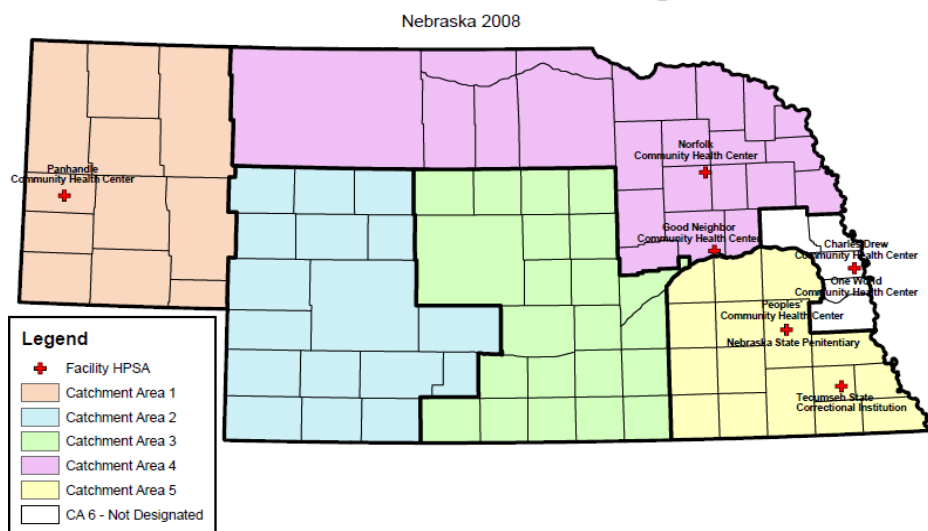 Nebraska 2008
Panhandle
Community Health Center
Norfolk
Community Health Center
Good Neighbor
Community Health Center
Charles Drew
Community Health Center
One World
Community Health Center
Peoples'
Community Health Center
Nebraska State Penitentiary
Tecumseh State
Correctional Institution
Legend
Facility HPSA
Catchment Area 1
Catchment Area 2
Catchment Area 3
Catchment Area 4
Catchment Area 5
CA 6 - Not Designated